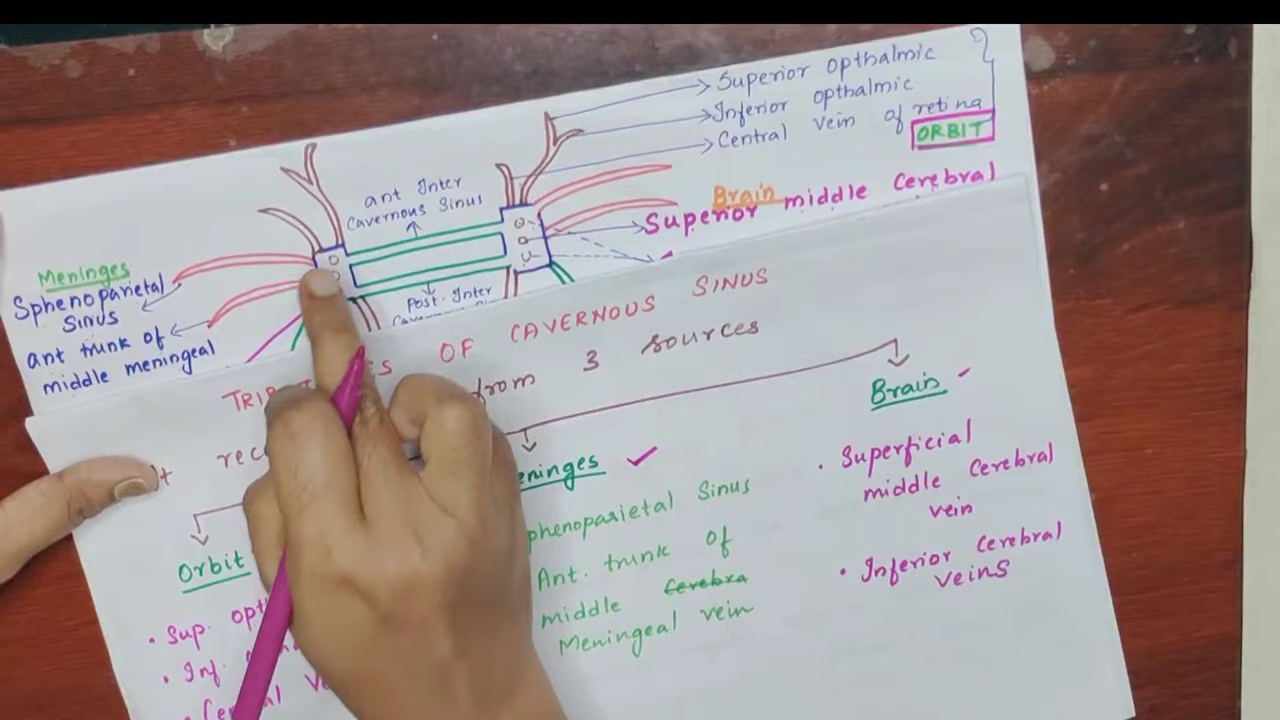 Superior opthalmic
Inferior opthalmic
Central vein of retina
ORBIT
Brain
Superior middle cerebral
ant Inter
Cavernous Sinus
Post. Inter
Meninges
Sphenoparietal
Sinus
ant trunk of
middle meningeal
OF CAVERNOUS SINUS
from 3 sources
Orbit
• Sup.
• Inf.
Sphenoparietal Sinus
Ant. trunk of
middle cerebra
Meningeal vein
Brain
• Superficial
middle cerebral
vein
• Inferior cerebral
veins